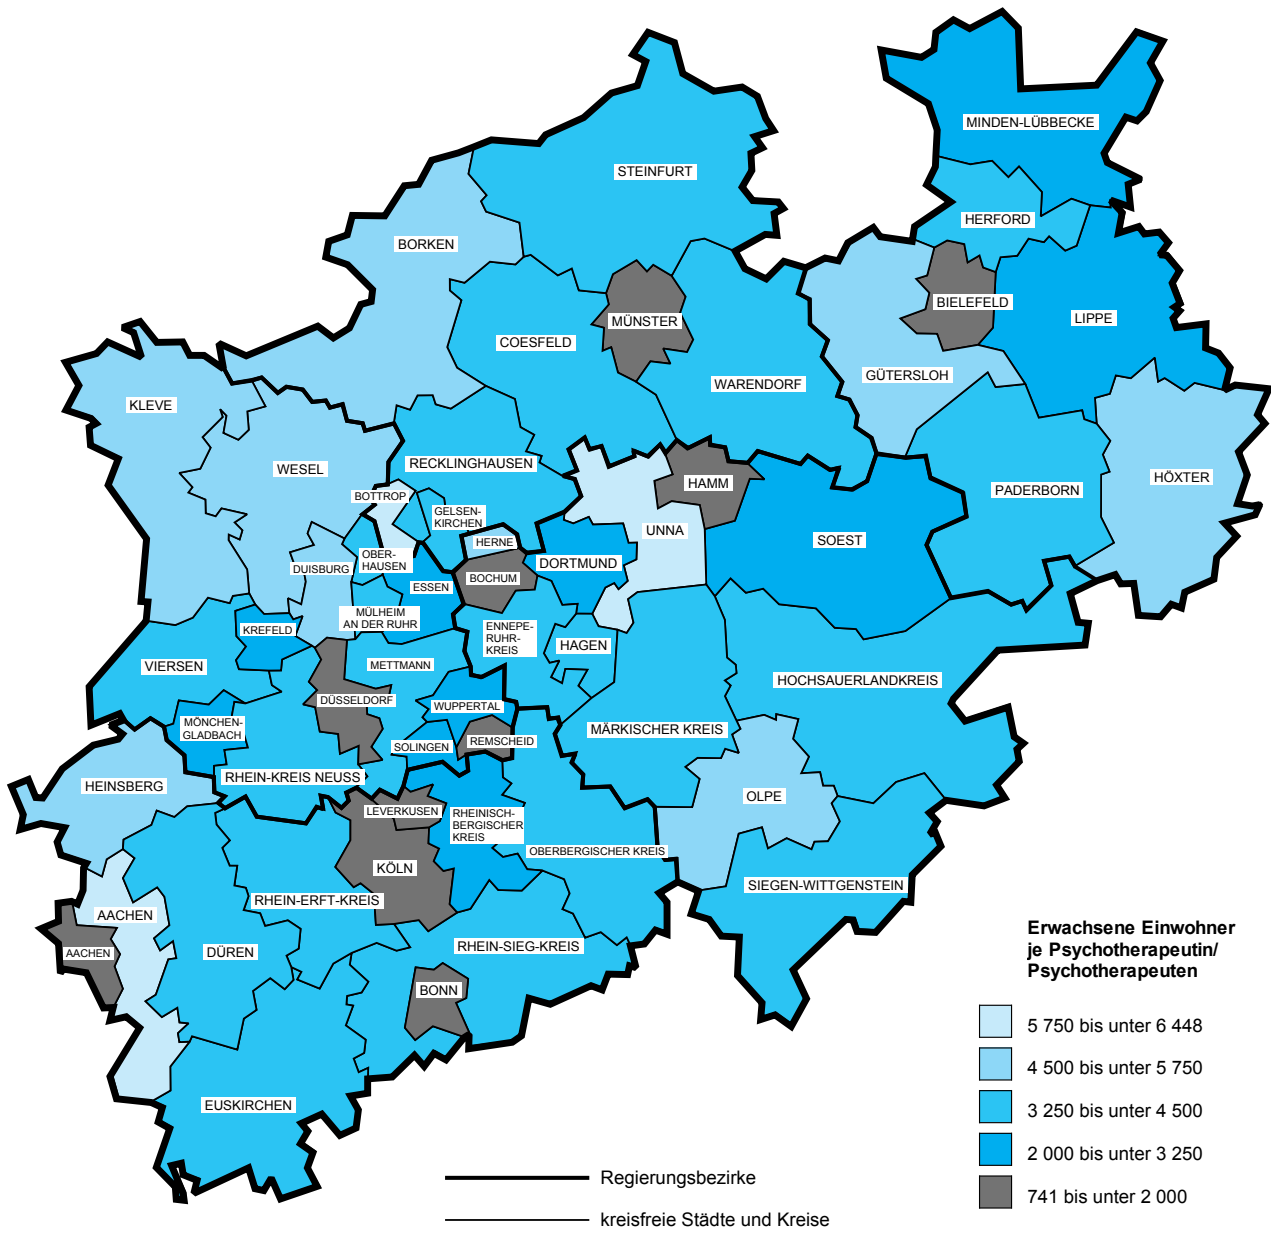 MINDEN-LÜBBECKE
STEINFURT
HERFORD
BORKEN
BIELEFELD
MÜNSTER
LIPPE
COESFELD
GÜTERSLOH
WARENDORF
KLEVE
RECKLINGHAUSEN
WESEL
HÖXTER
HAMM
PADERBORN
BOTTROP
GELSEN-
KIRCHEN
UNNA
SOEST
HERNE
OBER-
HAUSEN
DORTMUND
DUISBURG
BOCHUM
ESSEN
MÜLHEIM
AN DER RUHR
KREFELD
ENNEPE-
RUHR-
KREIS
HAGEN
VIERSEN
METTMANN
HOCHSAUERLANDKREIS
DÜSSELDORF
WUPPERTAL
MÖNCHEN-
GLADBACH
MÄRKISCHER KREIS
REMSCHEID
SOLINGEN
RHEIN-KREIS NEUSS
HEINSBERG
OLPE
LEVERKUSEN
RHEINISCH-
BERGISCHER
KREIS
OBERBERGISCHER KREIS
KÖLN
SIEGEN-WITTGENSTEIN
RHEIN-ERFT-KREIS
AACHEN
RHEIN-SIEG-KREIS
DÜREN
AACHEN
BONN
EUSKIRCHEN
Erwachsene Einwohner
je Psychotherapeutin/
Psychotherapeuten
5 750 bis unter 6 448
4 500 bis unter 5 750
3 250 bis unter 4 500
2 000 bis unter 3 250
741 bis unter 2 000
Regierungsbezirke
kreisfreie Städte und Kreise